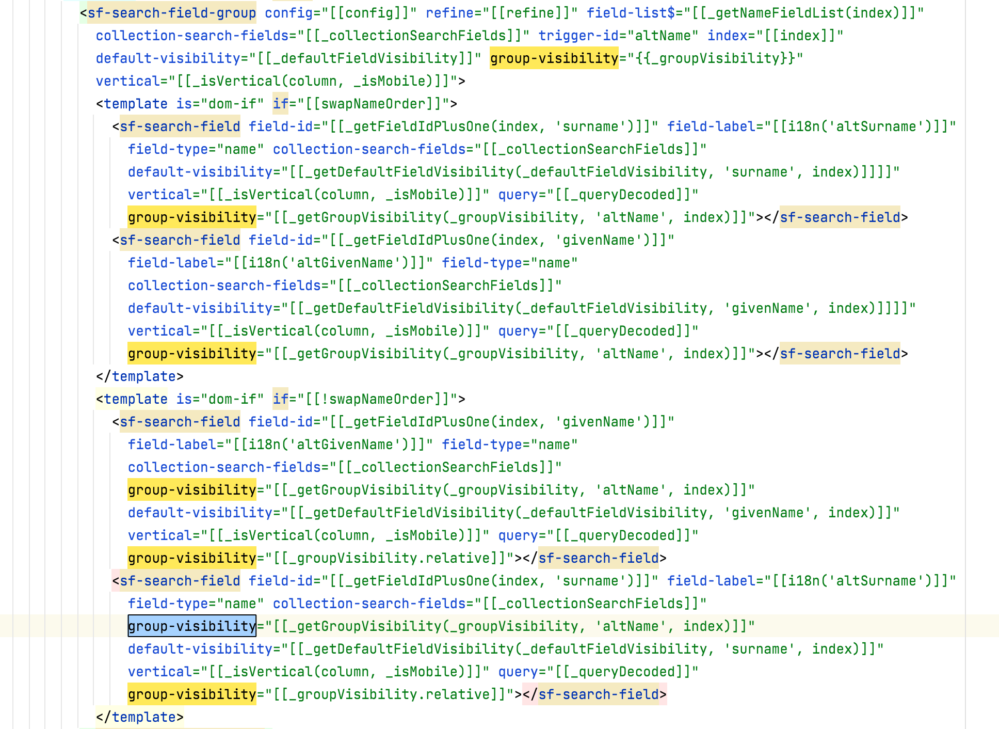 <sf-search-field-group config="[[config]]" refine="[[refine]]" field-list$="[[_getNameFieldList(index)]]"
collection-search-fields="[[_collectionSearchFields]]" trigger-id="altName" index="[[index]]"
default-visibility="[[_defaultFieldVisibility]]" group-visibility="{{_groupVisibility}}"
vertical="[[_isVertical(column, _isMobile)]]">
<template is="dom-if" if="[[swapNameOrder]]">
<sf-search-field field-id="[[_getFieldIdPlusOne(index, 'surname')]]" field-label="[[i18n('altSurname')]]"
field-type="name" collection-search-fields="[[_collectionSearchFields]]"
default-visibility="[[_getDefaultFieldVisibility(_defaultFieldVisibility, 'surname', index)]]]]"
vertical="[[_isVertical(column, _isMobile)]]" query="[[_queryDecoded]]"
group-visibility="[[_getGroupVisibility(_groupVisibility, 'altName', index)]]"></sf-search-field>
<sf-search-field field-id="[[_getFieldIdPlusOne(index, 'givenName')]]"
field-label="[[i18n('altGivenName')]]" field-type="name"
collection-search-fields="[[_collectionSearchFields]]"
default-visibility="[[_getDefaultFieldVisibility(_defaultFieldVisibility, 'givenName', index)]]]]"
vertical="[[_isVertical(column, _isMobile)]]" query="[[_queryDecoded]]"
group-visibility="[[_getGroupVisibility(_groupVisibility, 'altName', index)]]"></sf-search-field>
</template>
<template is="dom-if" if="[[!swapNameOrder]]">
<sf-search-field field-id="[[_getFieldIdPlusOne(index, 'givenName')]]"
field-label="[[i18n('altGivenName')]]" field-type="name"
collection-search-fields="[[_collectionSearchFields]]"
group-visibility="[[_getGroupVisibility(_groupVisibility, 'altName', index)]]"
default-visibility="[[_getDefaultFieldVisibility(_defaultFieldVisibility, 'givenName', index)]]"
vertical="[[_isVertical(column, _isMobile)]]" query="[[_queryDecoded]]"
group-visibility="[[_groupVisibility.relative]]"></sf-search-field>
<sf-search-field field-id="[[_getFieldIdPlusOne(index, 'surname')]]" field-label="[[i18n('altSurname')]]"
field-type="name" collection-search-fields="[[_collectionSearchFields]]"
group-visibility="[[_getGroupVisibility(_groupVisibility, 'altName', index)]]"
default-visibility="[[_getDefaultFieldVisibility(_defaultFieldVisibility, 'surname', index)]]"
vertical="[[_isVertical(column, _isMobile)]]" query="[[_queryDecoded]]"
group-visibility="[[_groupVisibility.relative]]"></sf-search-field>
</template>